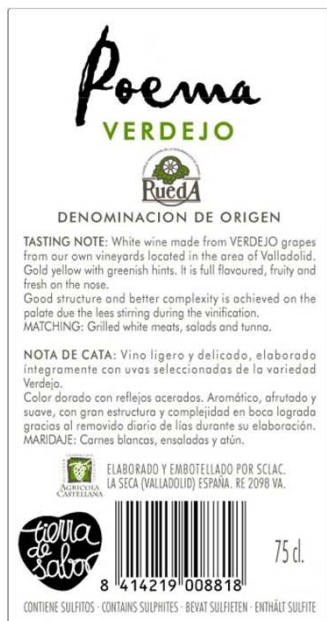 Poema
VERDEJO
RUEDA
DENOMINACION DE ORIGEN
TASTING NOTE: White wine made from VERDEJO grapes
from our own vineyards located in the area of Valladolid.
Gold yellow with greenish hints. It is full flavoured, fruity and
fresh on the nose.
Good structure and better complexity is achieved on the
palate due the lees stirring during the vinification.
MATCHING: Grilled white meats, salads and tunna.
NOTA DE CATA: Vino ligero y delicado, elaborado
íntegramente con uvas seleccionadas de la variedad
Verdejo.
Color dorado con reflejos acerados. Aromático, afrutado y
suave, con gran estructura y complejidad en boca lograda
gracias al removido diario de lías durante su elaboración.
MARIDAJE: Carnes blancas, ensaladas y atún.
AGRICOLA
CASTELLANA
ELABORADO Y EMBOTELLADO POR SCLAC.
LA SECA (VALLADOLID) ESPAÑA. RE 2098 VA.
tierra
de
sabor
75 cl.
8 414219 008818
CONTIENE SULFITOS · CONTAINS SULPHITES · BEVAT SULFIETEN · ENTHÄLT SULFITE